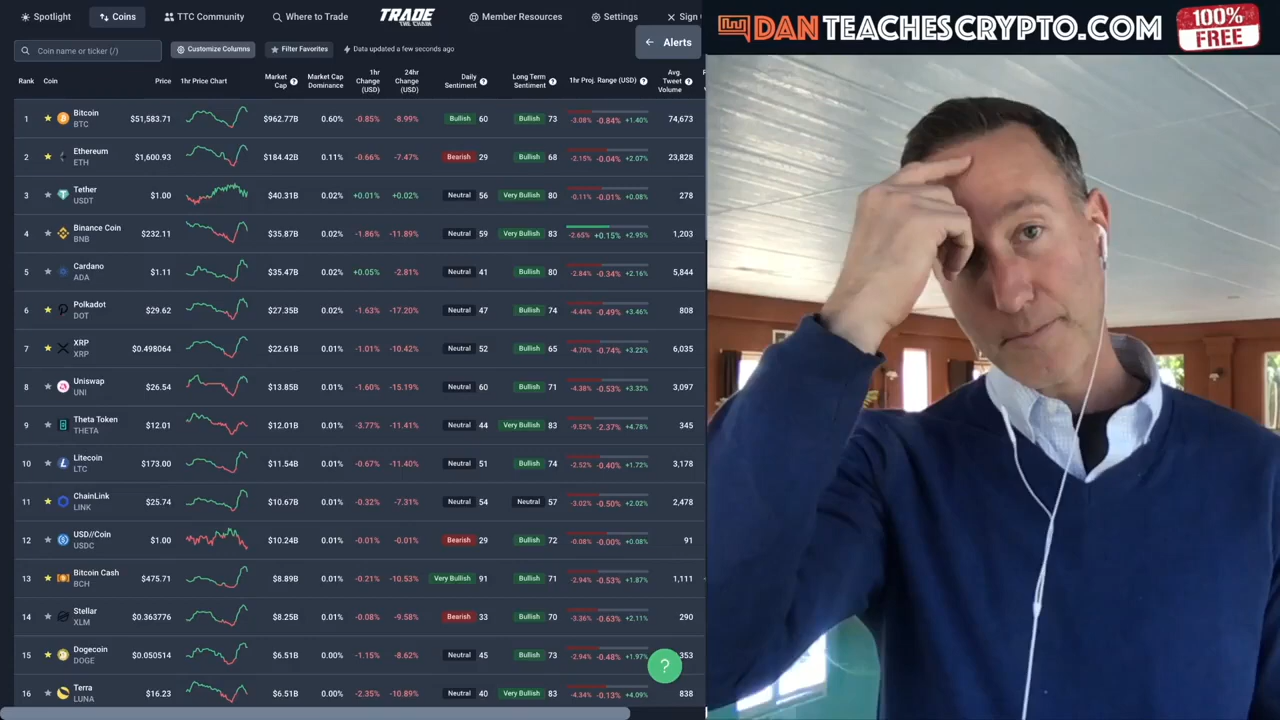 Spotlight Coins TTC Community Where to Trade TRADE THE CHAIN Member Resources Settings Sign
DANTEACHESCRYPTO.COM 100% FREE
Coin name or ticker (/) Customize Columns Filter Favorites Data updated a few seconds ago Alerts
Rank Coin Price 1hr Price Chart Market Cap Market Cap Dominance 1hr Change (USD) 24hr Change (USD) Daily Sentiment Long Term Sentiment 1hr Proj. Range (USD) Avg. Tweet Volume
1 Bitcoin BTC $51,583.71 $962.77B 0.60% -0.85% -8.99% Bullish 60 Bullish 73 -3.08% -0.84% +1.40% 74,673
2 Ethereum ETH $1,600.93 $184.42B 0.11% -0.66% -7.47% Bearish 29 Bullish 68 -2.15% -0.04% +2.07% 23,828
3 Tether USDT $1.00 $40.31B 0.02% +0.01% +0.02% Neutral 56 Very Bullish 80 -0.11% -0.01% +0.08% 278
4 Binance Coin BNB $232.11 $35.87B 0.02% -1.86% -11.89% Neutral 59 Very Bullish 83 -2.65% +0.15% +2.95% 1,203
5 Cardano ADA $1.11 $35.47B 0.02% +0.05% -2.81% Neutral 41 Bullish 80 -2.84% -0.34% +2.16% 5,844
6 Polkadot DOT $29.62 $27.35B 0.02% -1.63% -17.20% Neutral 47 Bullish 74 -4.44% -0.49% +3.46% 808
7 XRP XRP $0.498064 $22.61B 0.01% -1.01% -10.42% Neutral 52 Bullish 65 -4.70% -0.74% +3.22% 6,035
8 Uniswap UNI $26.54 $13.85B 0.01% -1.60% -15.19% Neutral 60 Bullish 71 -4.38% -0.53% +3.32% 3,097
9 Theta Token THETA $12.01 $12.01B 0.01% -3.77% -11.41% Neutral 44 Very Bullish 83 -9.52% -2.37% +4.78% 345
10 Litecoin LTC $173.00 $11.54B 0.01% -0.67% -11.40% Neutral 51 Bullish 74 -2.52% -0.40% +1.72% 3,178
11 ChainLink LINK $25.74 $10.67B 0.01% -0.32% -7.31% Neutral 54 Neutral 57 -3.02% -0.50% +2.02% 2,478
12 USD//Coin USDC $1.00 $10.24B 0.01% -0.01% -0.01% Bearish 29 Bullish 72 -0.08% -0.00% +0.08% 91
13 Bitcoin Cash BCH $475.71 $8.89B 0.01% -0.21% -10.53% Very Bullish 91 Bullish 71 -2.94% -0.53% +1.87% 1,111
14 Stellar XLM $0.363776 $8.25B 0.01% -0.08% -9.58% Bearish 33 Bullish 70 -3.36% -0.63% +2.11% 290
15 Dogecoin DOGE $0.050514 $6.51B 0.00% -1.15% -8.62% Neutral 45 Bullish 73 -2.94% -0.48% +1.97% 353
16 Terra LUNA $16.23 $6.51B 0.01% -2.35% -10.89% Neutral 40 Very Bullish 83 -4.34% -0.13% +4.09% 838
?